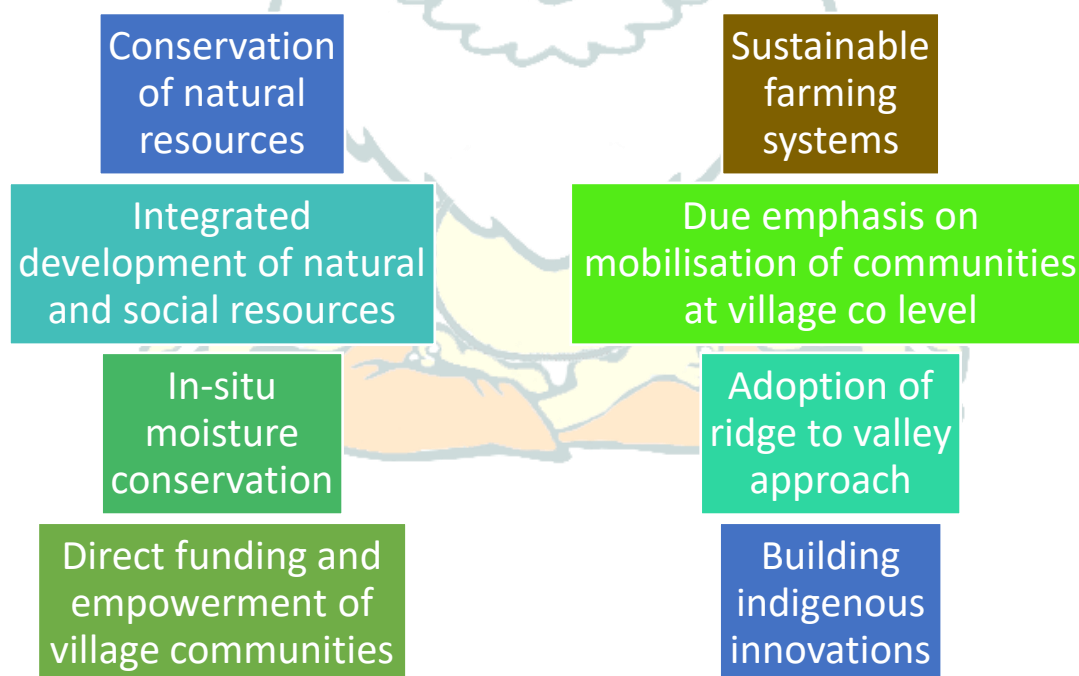 Conservation
of natural
resources
Sustainable
farming
systems
Integrated
development of natural
and social resources
Due emphasis on
mobilisation of communities
at village co level
In-situ
moisture
conservation
Adoption of
ridge to valley
approach
Direct funding and
empowerment of
village communities
Building
indigenous
innovations